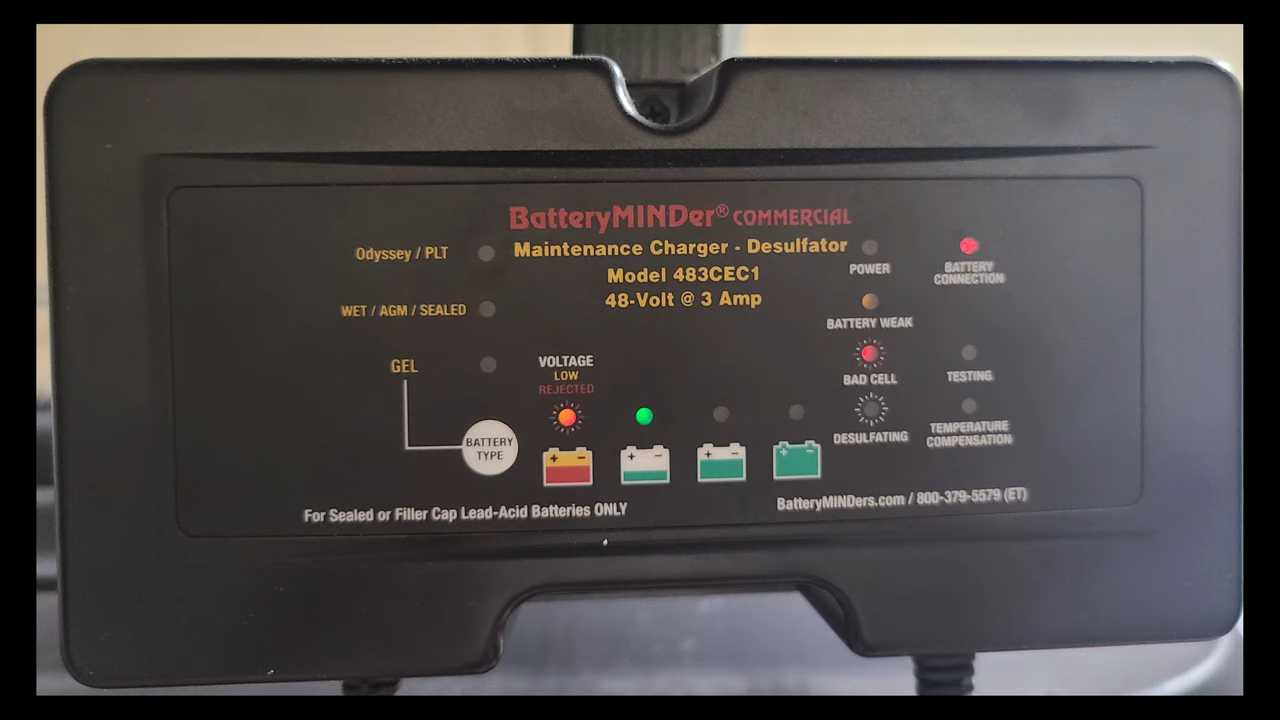 BatteryMINDer® COMMERCIAL
Maintenance Charger - Desulfator
Model 483CEC1
48-Volt @ 3 Amp
Odyssey / PLT
WET / AGM / SEALED
GEL
BATTERY
TYPE
VOLTAGE
LOW
REJECTED
+ -
+ -
+ -
+ -
POWER
BATTERY
CONNECTION
BATTERY WEAK
BAD CELL
TESTING
DESULFATING
TEMPERATURE
COMPENSATION
For Sealed or Filler Cap Lead-Acid Batteries ONLY
BatteryMINDers.com / 800-379-5579 (ET)